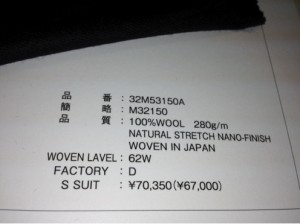 品 番 : 32M53150A
簡 略 : M32150
品 質 : 100%WOOL 280g/m
NATURAL STRETCH NANO-FINISH
WOVEN IN JAPAN
WOVEN LAVEL : 62W
FACTORY : D
S SUIT : ¥70,350(¥67,000)